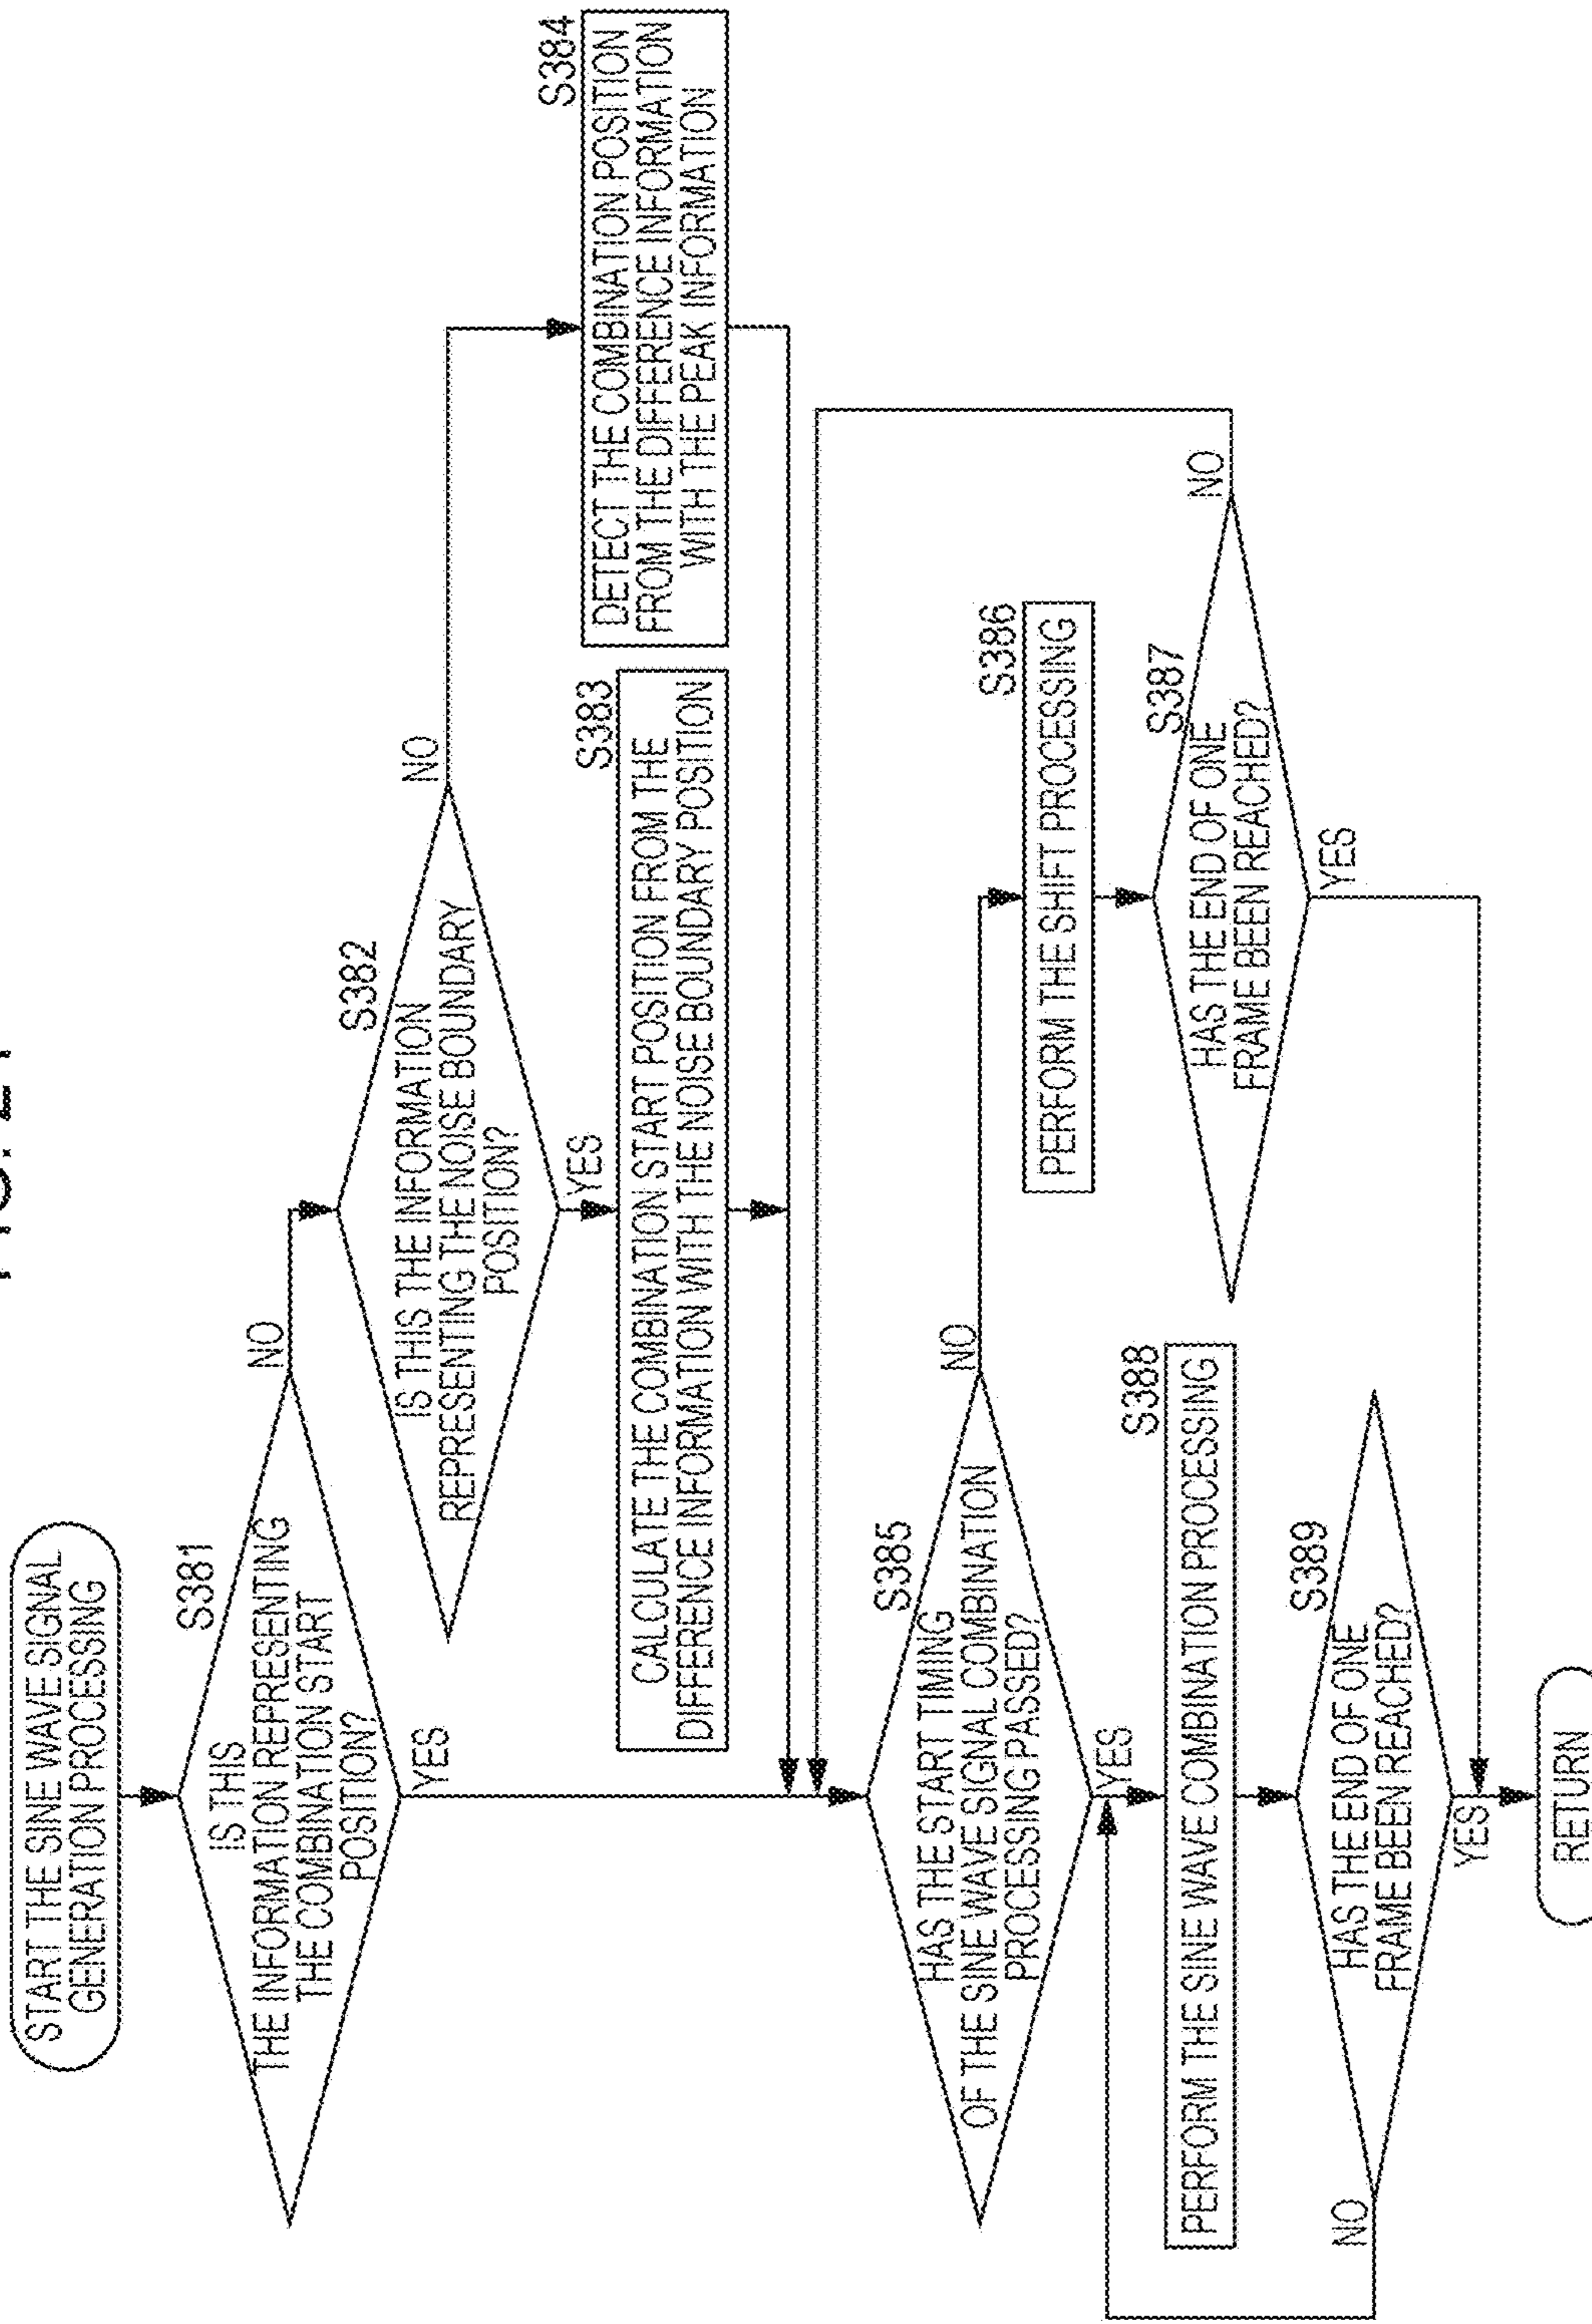 START THE SINE WAVE SIGNAL
GENERATION PROCESSING
S381
IS THIS
THE INFORMATION REPRESENTING
THE COMBINATION START
POSITION?
NO
YES
S382
IS THIS THE INFORMATION
REPRESENTING THE NOISE BOUNDARY
POSITION?
NO
YES
S383
CALCULATE THE COMBINATION START POSITION FROM THE
DIFFERENCE INFORMATION WITH THE NOISE BOUNDARY POSITION
S384
DETECT THE COMBINATION POSITION
FROM THE DIFFERENCE INFORMATION
WITH THE PEAK INFORMATION
S385
HAS THE START TIMING
OF THE SINE WAVE SIGNAL COMBINATION
PROCESSING PASSED?
NO
YES
S386
PERFORM THE SHIFT PROCESSING
S387
HAS THE END OF ONE
FRAME BEEN REACHED?
NO
YES
S388
PERFORM THE SINE WAVE COMBINATION PROCESSING
S389
HAS THE END OF ONE
FRAME BEEN REACHED?
NO
YES
RETURN